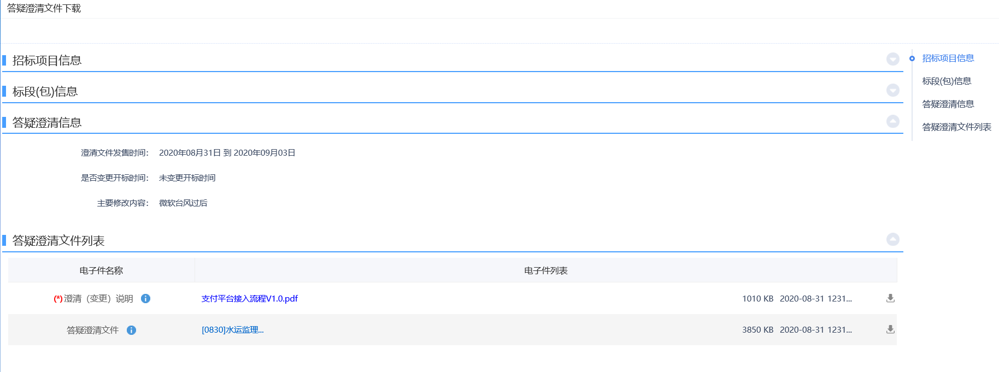 答疑澄清文件下载
招标项目信息
标段(包)信息
答疑澄清信息
澄清文件发售时间： 2020年08月31日 到 2020年09月03日
是否变更开标时间： 未变更开标时间
主要修改内容： 微软台风过后
答疑澄清文件列表
电子件名称 电子件列表
(*)澄清（变更）说明 支付平台接入流程V1.0.pdf 1010 KB 2020-08-31 1231...
答疑澄清文件 [0830]水运监理... 3850 KB 2020-08-31 1231...
招标项目信息
标段(包)信息
答疑澄清信息
答疑澄清文件列表